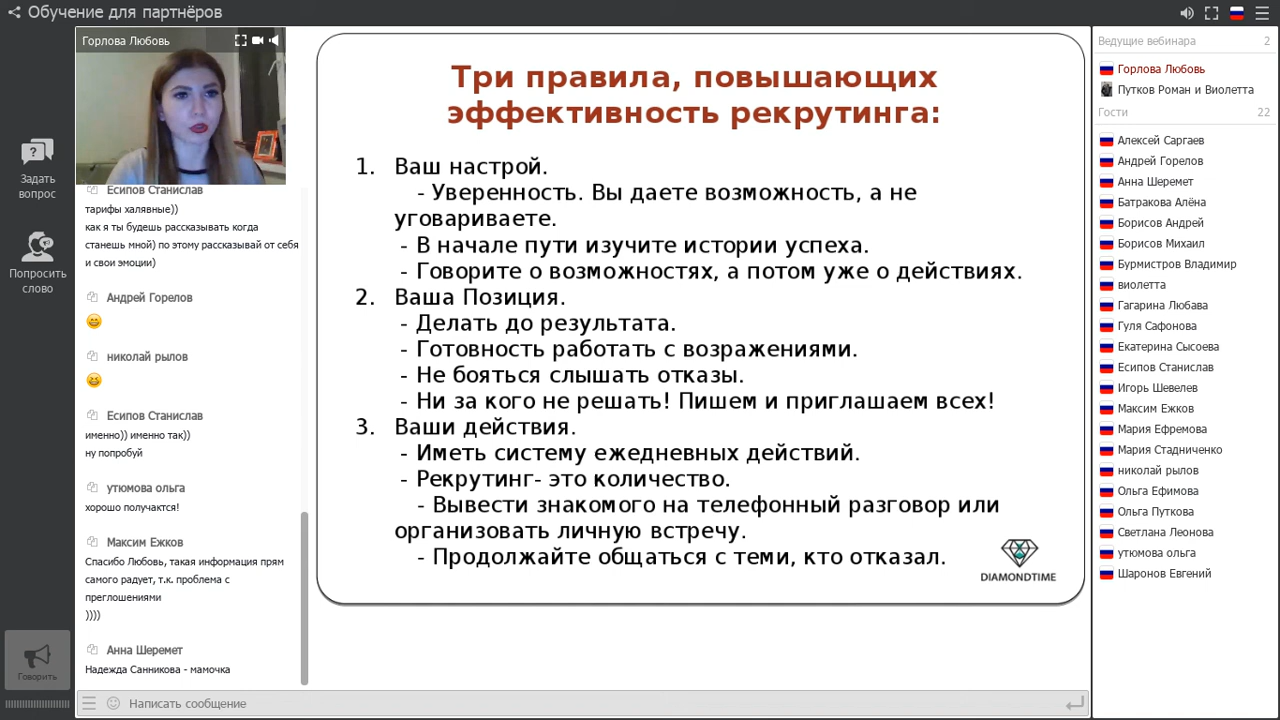 Обучение для партнёров
Горлова Любовь
Задать
вопрос
Попросить
слово
Говорить
Есипов Станислав
тарифы халявные))
как я ты будешь рассказывать когда
станешь мной) по этому рассказывай от себя
и свои эмоции)
Андрей Горелов
николай рылов
Есипов Станислав
именно)) именно так))
ну попробуй
утюмова ольга
хорошо получактся!
Максим Ежков
Спасибо Любовь, такая информация прям
самого радует, т.к. проблема с
преглошениями
))))
Анна Шеремет
Надежда Санникова - мамочка
Написать сообщение
Три правила, повышающих
эффективность рекрутинга:
1. Ваш настрой.
- Уверенность. Вы даете возможность, а не
уговариваете.
- В начале пути изучите истории успеха.
- Говорите о возможностях, а потом уже о действиях.
2. Ваша Позиция.
- Делать до результата.
- Готовность работать с возражениями.
- Не бояться слышать отказы.
- Ни за кого не решать! Пишем и приглашаем всех!
3. Ваши действия.
- Иметь систему ежедневных действий.
- Рекрутинг- это количество.
- Вывести знакомого на телефонный разговор или
организовать личную встречу.
- Продолжайте общаться с теми, кто отказал.
DIAMONDTIME
Ведущие вебинара 2
Горлова Любовь
Путков Роман и Виолетта
Гости 22
Алексей Саргаев
Андрей Горелов
Анна Шеремет
Батракова Алёна
Борисов Андрей
Борисов Михаил
Бурмистров Владимир
виолетта
Гагарина Любава
Гуля Сафонова
Екатерина Сысоева
Есипов Станислав
Игорь Шевелев
Максим Ежков
Мария Ефремова
Мария Стадниченко
николай рылов
Ольга Ефимова
Ольга Путкова
Светлана Леонова
утюмова ольга
Шаронов Евгений